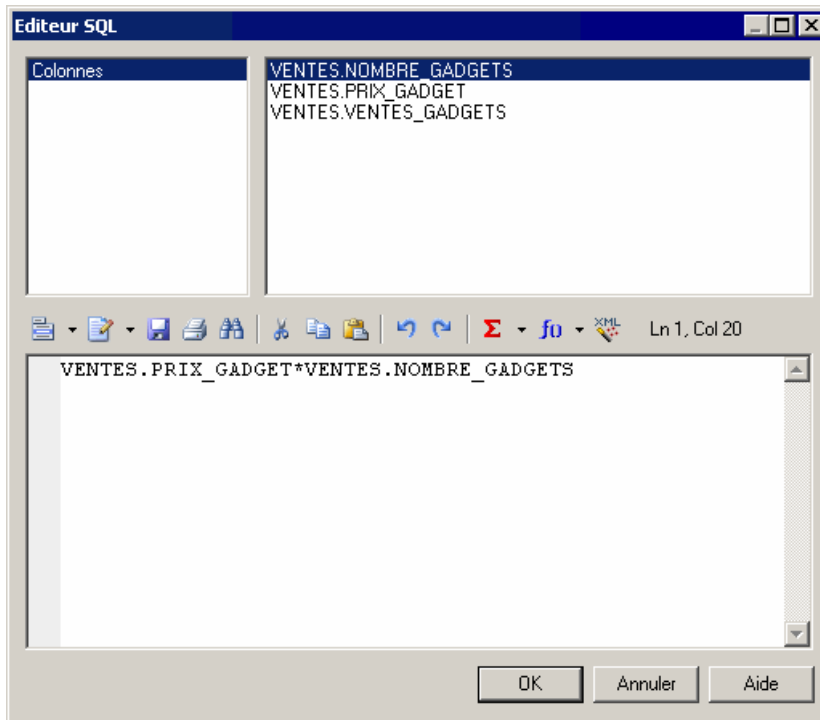 Editeur SQL
Colonnes
VENTES.NOMBRE_GADGETS
VENTES.PRIX_GADGET
VENTES.VENTES_GADGETS
Σ f() XML Ln 1, Col 20
VENTES.PRIX_GADGET*VENTES.NOMBRE_GADGETS
OK Annuler Aide